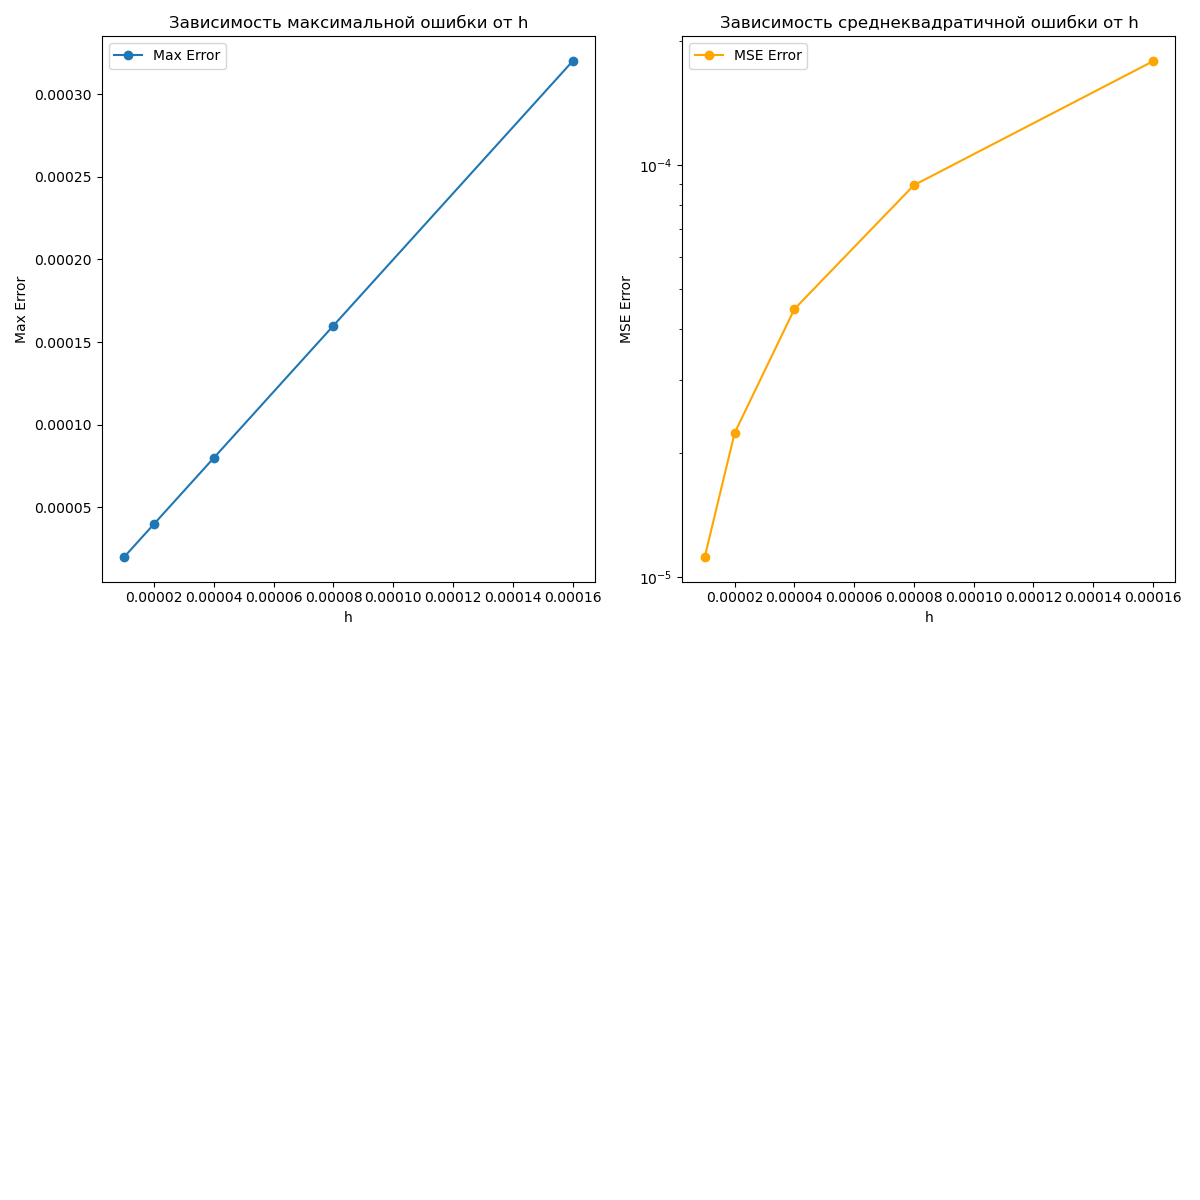 Зависимость максимальной ошибки от h
Max Error
0.00030
0.00025
0.00020
0.00015
0.00010
0.00005
Max Error
0.00002 0.00004 0.00006 0.00008 0.00010 0.00012 0.00014 0.00016
h
Зависимость среднеквадратичной ошибки от h
MSE Error
10⁻⁴
10⁻⁵
MSE Error
0.00002 0.00004 0.00006 0.00008 0.00010 0.00012 0.00014 0.00016
h